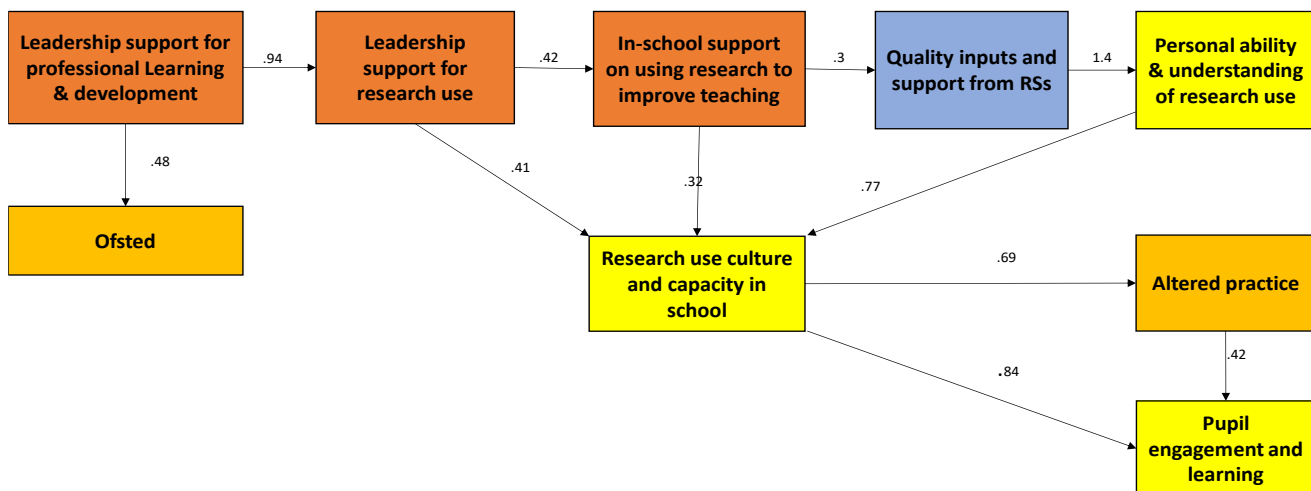 Leadership support for
professional Learning
& development
.94
Leadership
support for
research use
.42
In-school support
on using research to
improve teaching
.3
Quality inputs and
support from RSs
1.4
Personal ability
& understanding
of research use
.48
.41
.32
.77
Ofsted
Research use culture
and capacity in
school
.69
Altered practice
.84
.42
Pupil
engagement and
learning